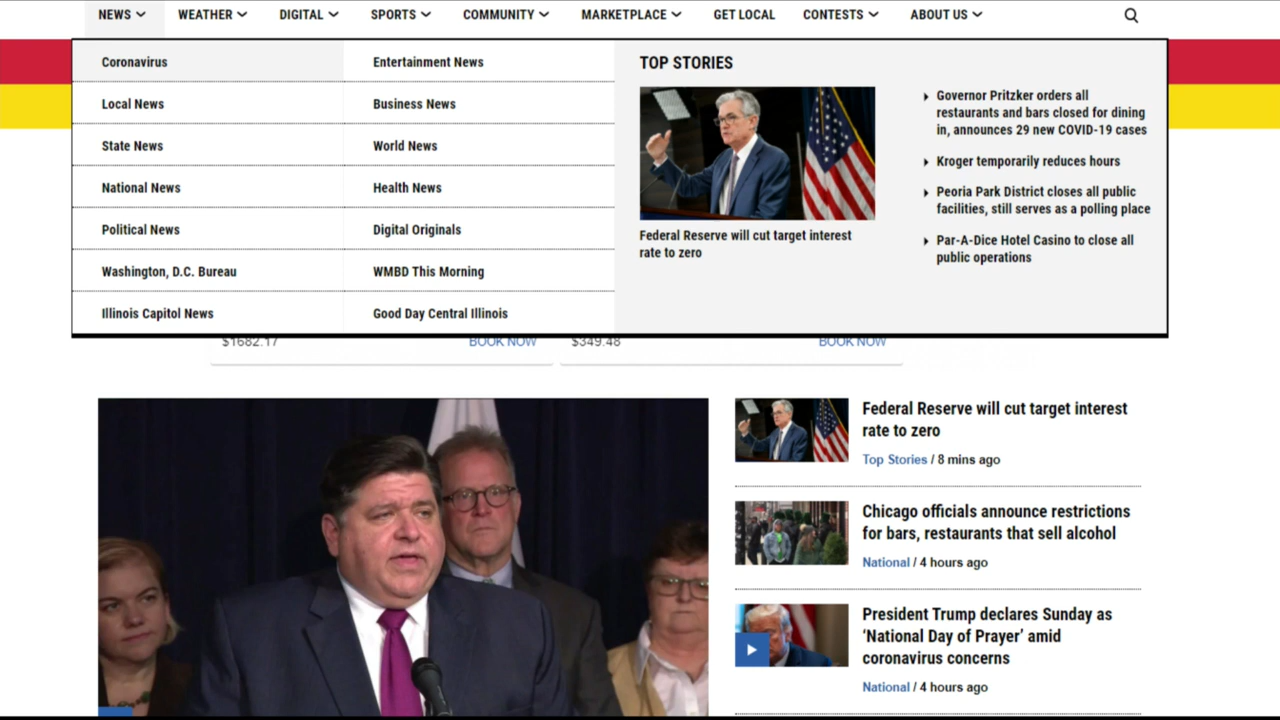 NEWS WEATHER DIGITAL SPORTS COMMUNITY MARKETPLACE GET LOCAL CONTESTS ABOUT US
Coronavirus
Local News
State News
National News
Political News
Washington, D.C. Bureau
Illinois Capitol News
Entertainment News
Business News
World News
Health News
Digital Originals
WMBD This Morning
Good Day Central Illinois
TOP STORIES
Federal Reserve will cut target interest
rate to zero
Governor Pritzker orders all
restaurants and bars closed for dining
in, announces 29 new COVID-19 cases
Kroger temporarily reduces hours
Peoria Park District closes all public
facilities, still serves as a polling place
Par-A-Dice Hotel Casino to close all
public operations
$1682.17 BOOK NOW $349.48 BOOK NOW
Federal Reserve will cut target interest
rate to zero
Top Stories / 8 mins ago
Chicago officials announce restrictions
for bars, restaurants that sell alcohol
National / 4 hours ago
President Trump declares Sunday as
‘National Day of Prayer’ amid
coronavirus concerns
National / 4 hours ago